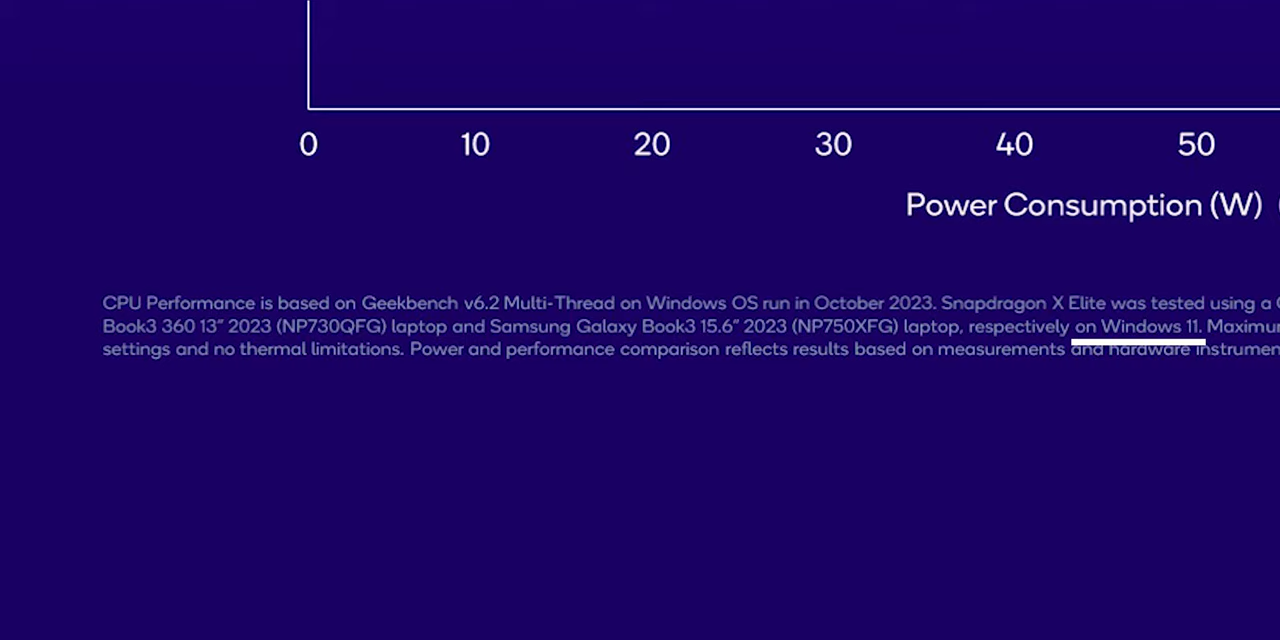 0 10 20 30 40 50
Power Consumption (W)
CPU Performance is based on Geekbench v6.2 Multi-Thread on Windows OS run in October 2023. Snapdragon X Elite was tested using a
Book3 360 13" 2023 (NP730QFG) laptop and Samsung Galaxy Book3 15.6" 2023 (NP750XFG) laptop, respectively on Windows 11. Maximum
settings and no thermal limitations. Power and performance comparison reflects results based on measurements and hardware